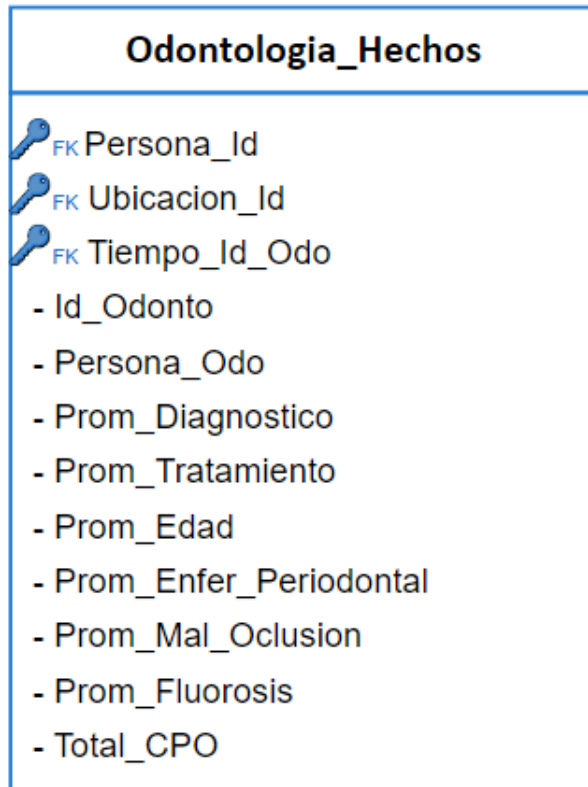 Odontologia_Hechos
FK Persona_Id
FK Ubicacion_Id
FK Tiempo_Id_Odo
- Id_Odonto
- Persona_Odo
- Prom_Diagnostico
- Prom_Tratamiento
- Prom_Edad
- Prom_Enfer_Periodontal
- Prom_Mal_Oclusion
- Prom_Fluorosis
- Total_CPO